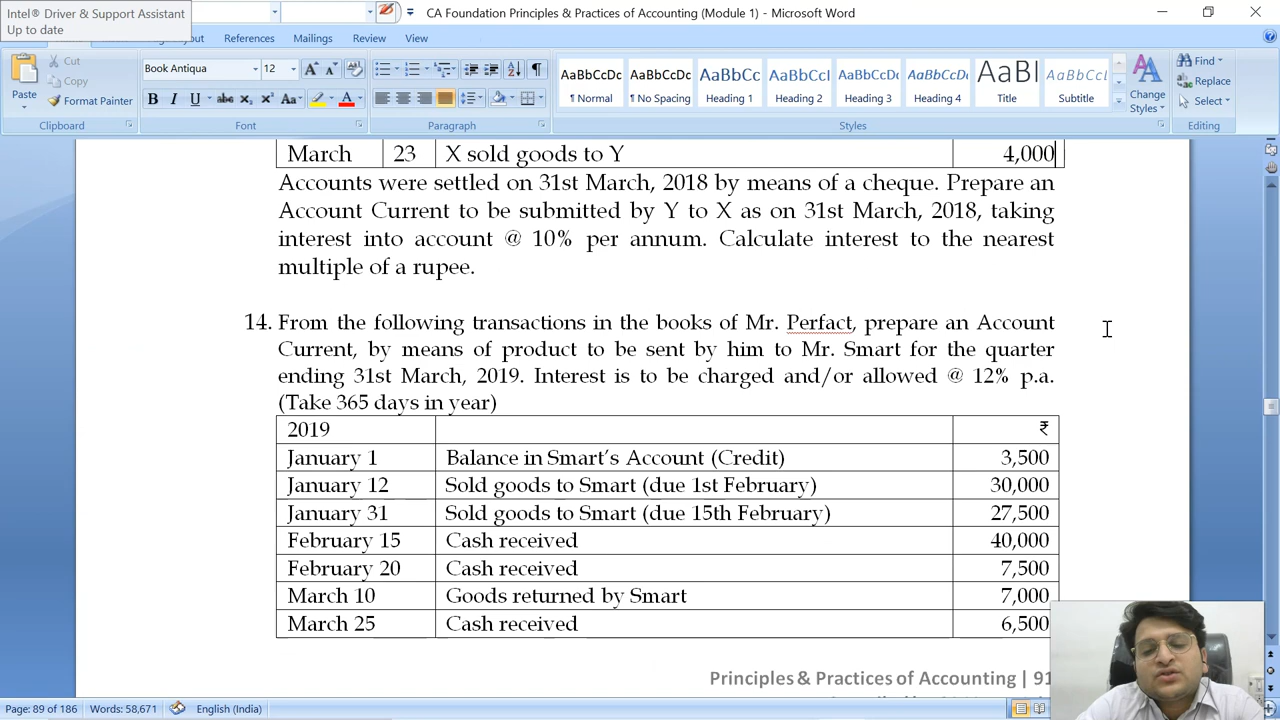 Intel® Driver & Support Assistant
Up to date
CA Foundation Principles & Practices of Accounting (Module 1) - Microsoft Word
References Mailings Review View
Paste
Cut
Copy
Format Painter
Clipboard
Book Antiqua 12
Font
Paragraph
AaBbCcDc AaBbCcDc AaBbCc AaBbCcI AaBbCcDc AaBbCcDc AaBl AaBbCcDc
¶ Normal ¶ No Spacing Heading 1 Heading 2 Heading 3 Heading 4 Title Subtitle
Change
Styles
Styles
Find
Replace
Select
Editing
March 23 X sold goods to Y 4,000
Accounts were settled on 31st March, 2018 by means of a cheque. Prepare an
Account Current to be submitted by Y to X as on 31st March, 2018, taking
interest into account @ 10% per annum. Calculate interest to the nearest
multiple of a rupee.
14. From the following transactions in the books of Mr. Perfact, prepare an Account
Current, by means of product to be sent by him to Mr. Smart for the quarter
ending 31st March, 2019. Interest is to be charged and/or allowed @ 12% p.a.
(Take 365 days in year)
2019 ₹
January 1 Balance in Smart's Account (Credit) 3,500
January 12 Sold goods to Smart (due 1st February) 30,000
January 31 Sold goods to Smart (due 15th February) 27,500
February 15 Cash received 40,000
February 20 Cash received 7,500
March 10 Goods returned by Smart 7,000
March 25 Cash received 6,500
Principles & Practices of Accounting | 91
Page: 89 of 186 Words: 58,671 English (India)